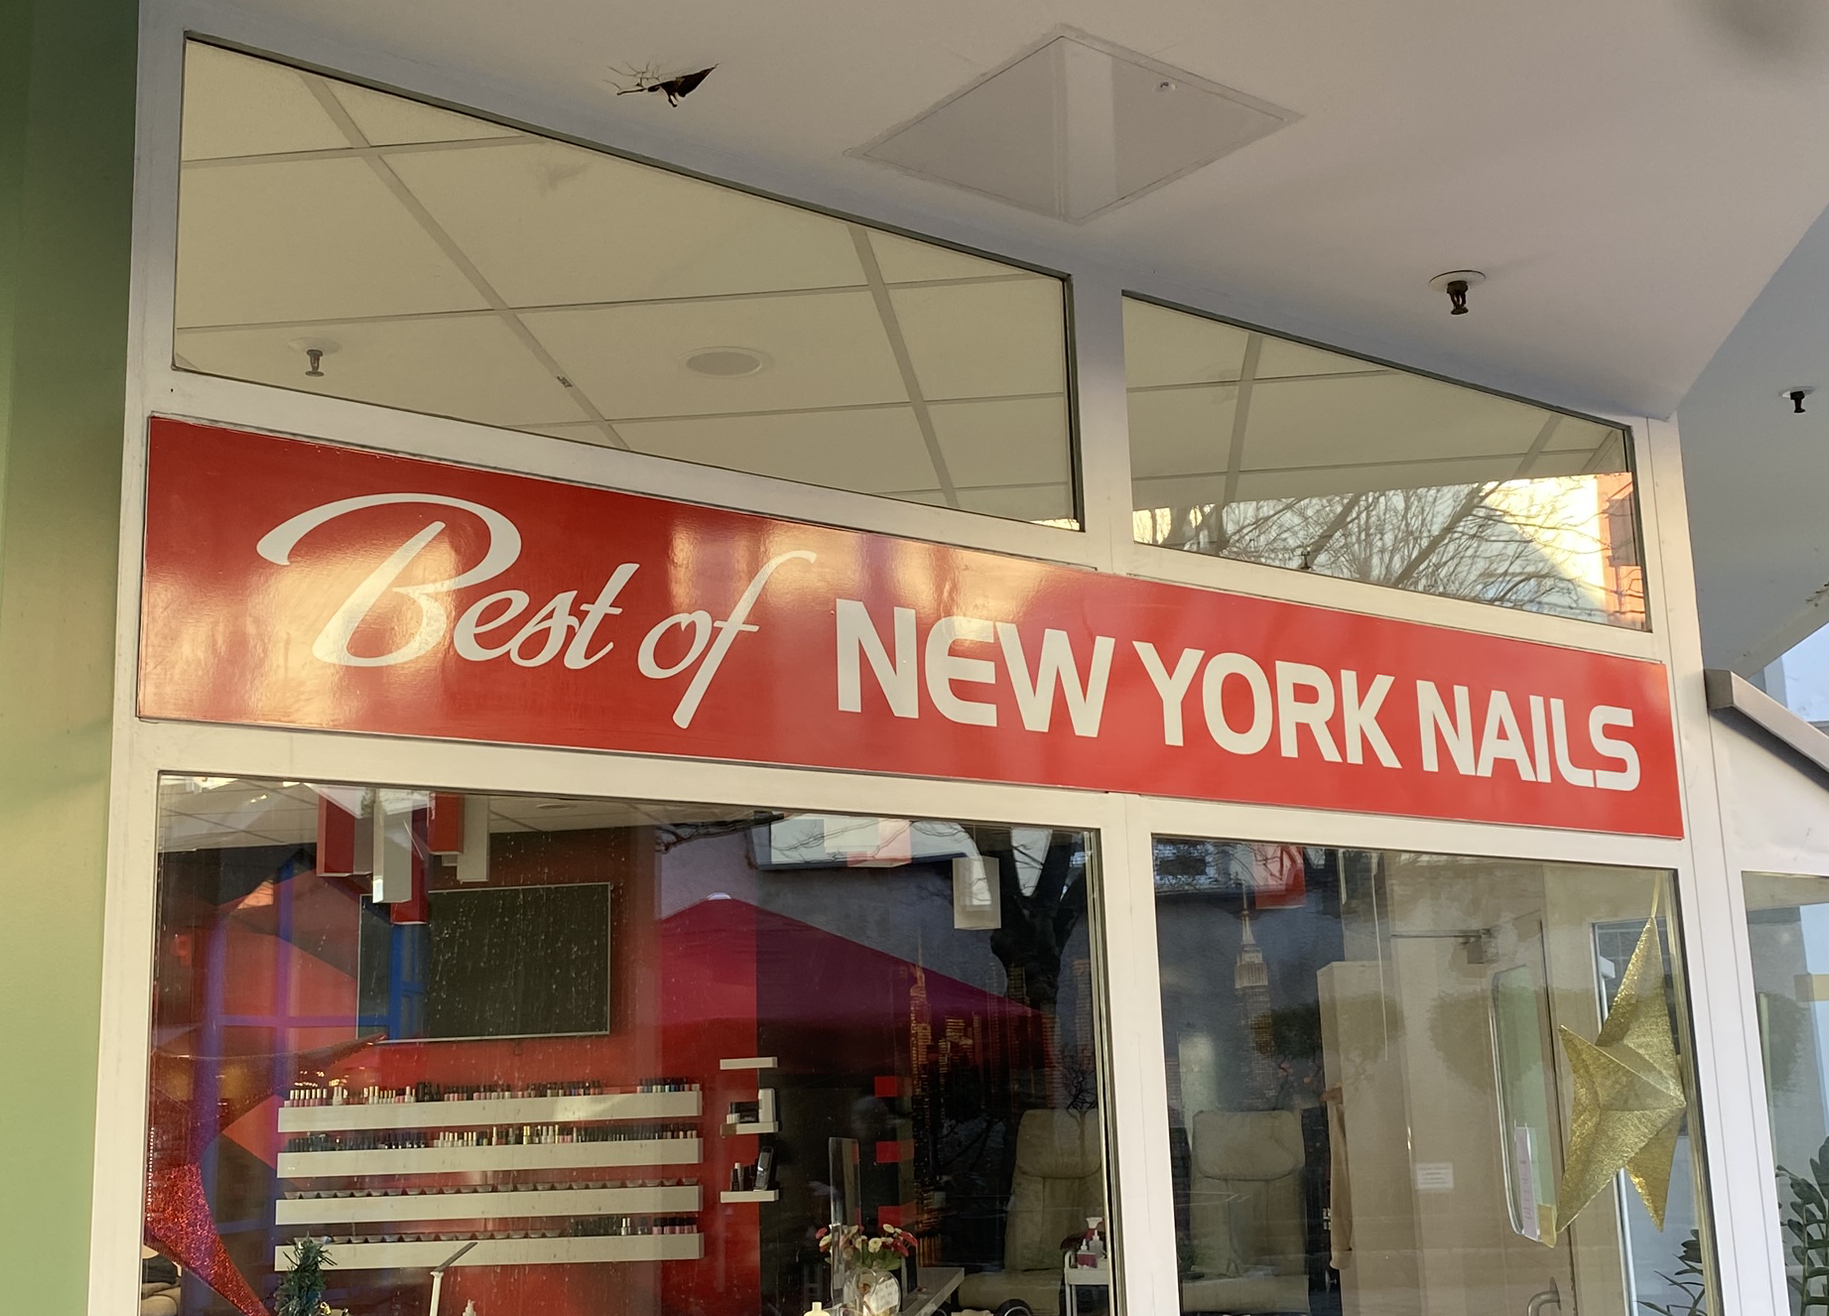 Best of NEW YORK NAILS